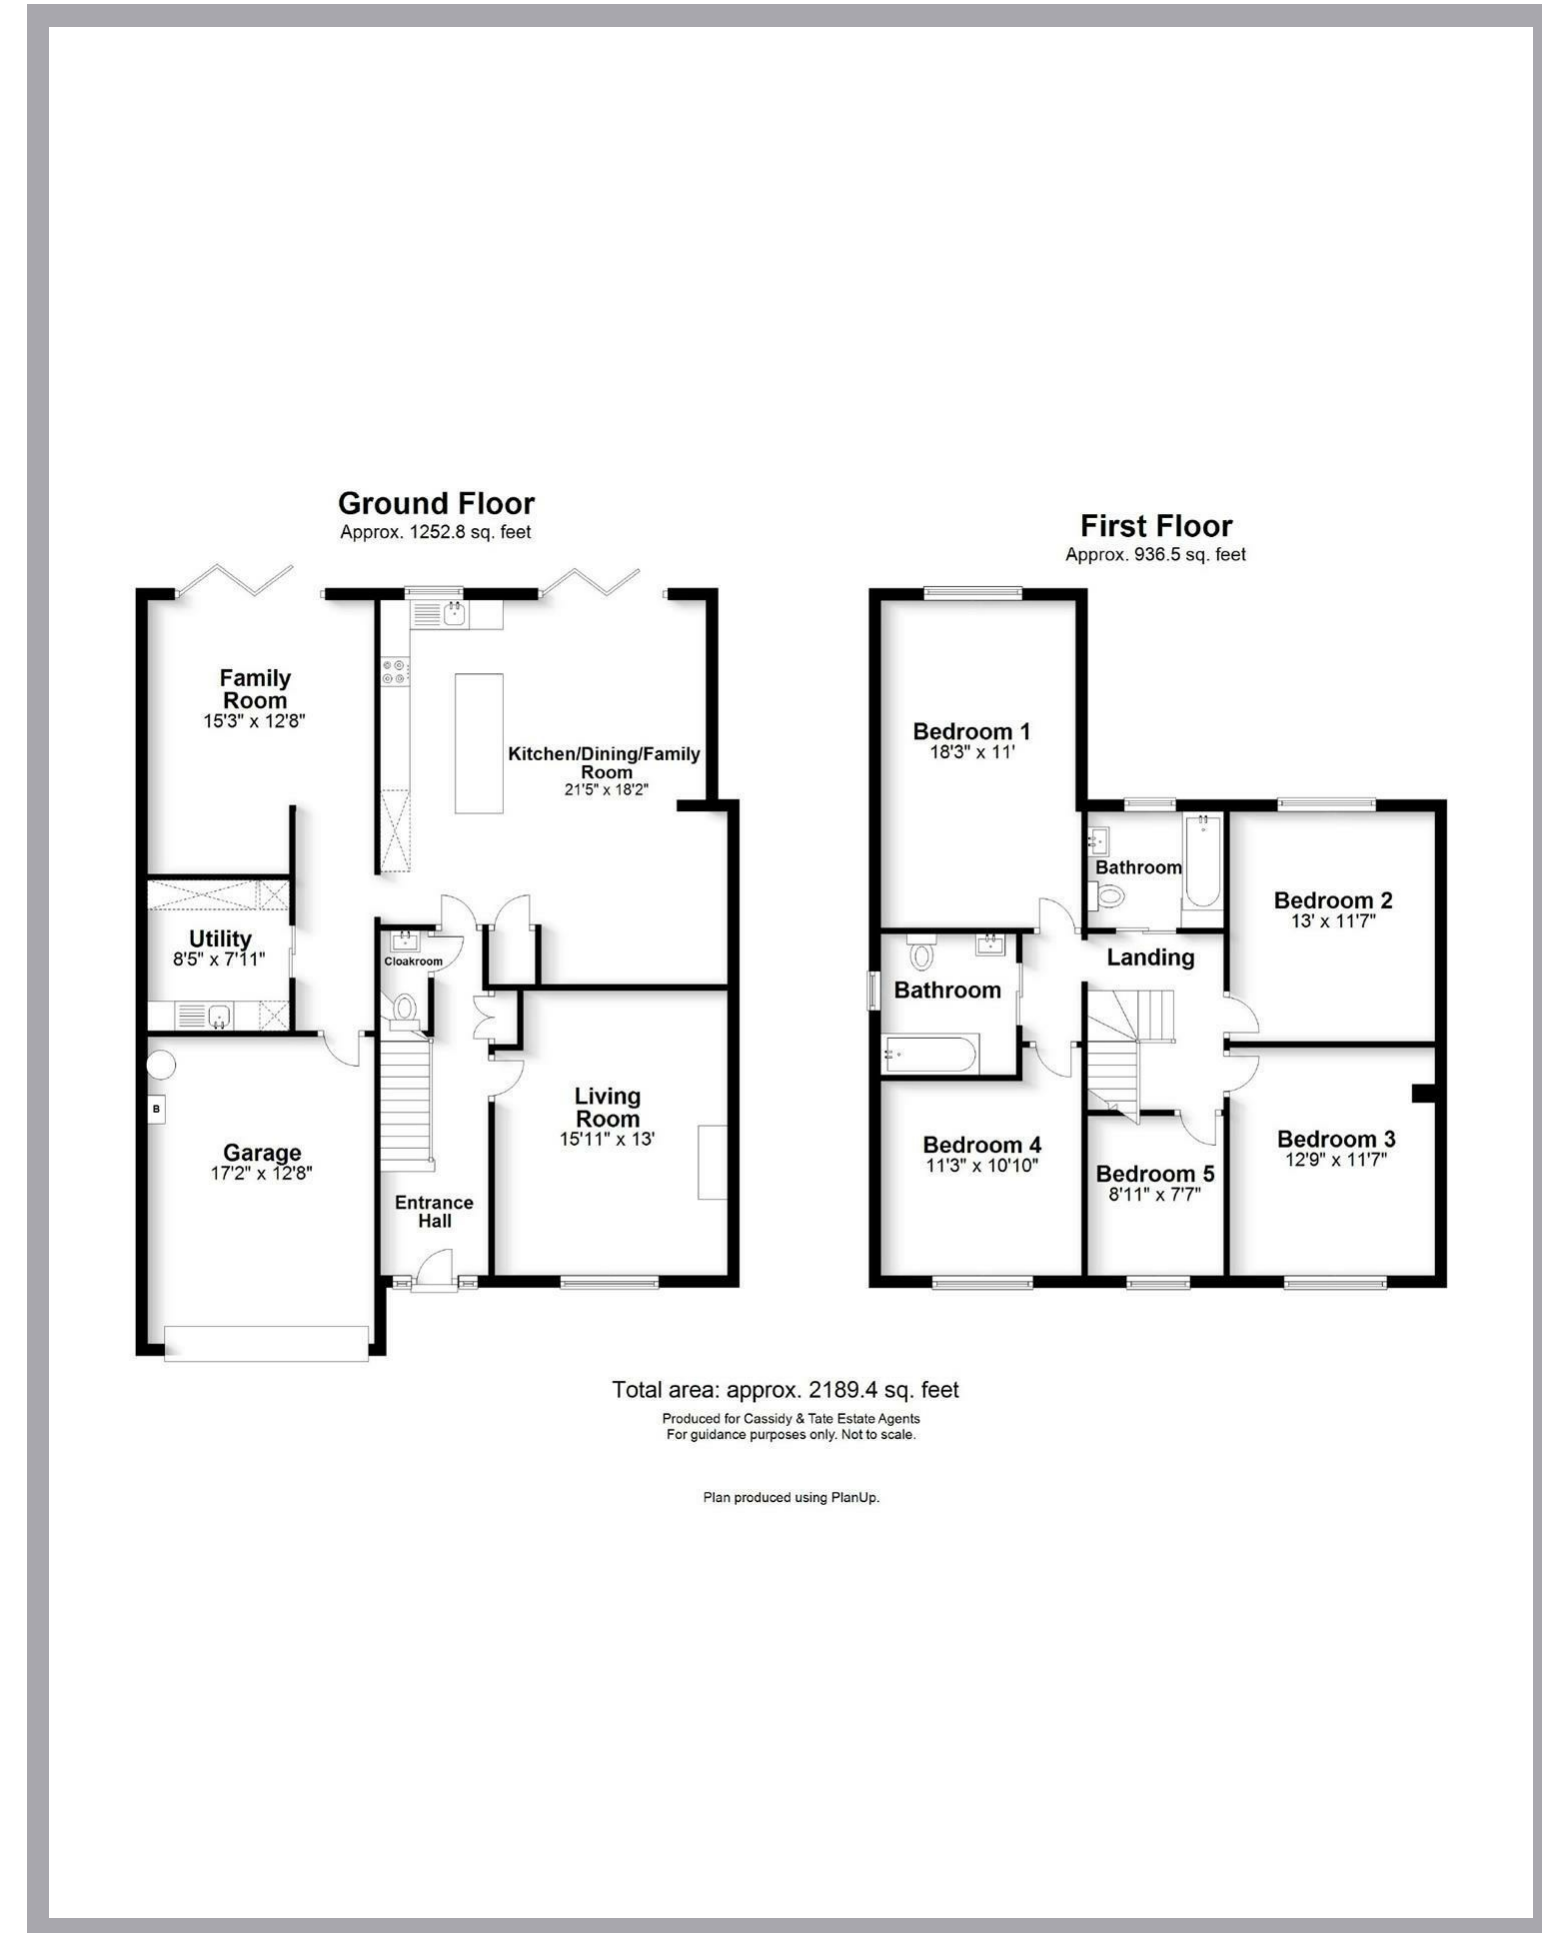 Ground Floor
Approx. 1252.8 sq. feet
Family
Room
15'3" x 12'8"
Kitchen/Dining/Family
Room
21'5" x 18'2"
Utility
8'5" x 7'11"
Cloakroom
B
Garage
17'2" x 12'8"
Living
Room
15'11" x 13'
Entrance
Hall
First Floor
Approx. 936.5 sq. feet
Bedroom 1
18'3" x 11'
Bathroom
Bedroom 2
13' x 11'7"
Landing
Bathroom
Bedroom 4
11'3" x 10'10"
Bedroom 5
8'11" x 7'7"
Bedroom 3
12'9" x 11'7"
Total area: approx. 2189.4 sq. feet
Produced for Cassidy & Tate Estate Agents
For guidance purposes only. Not to scale.
Plan produced using PlanUp.